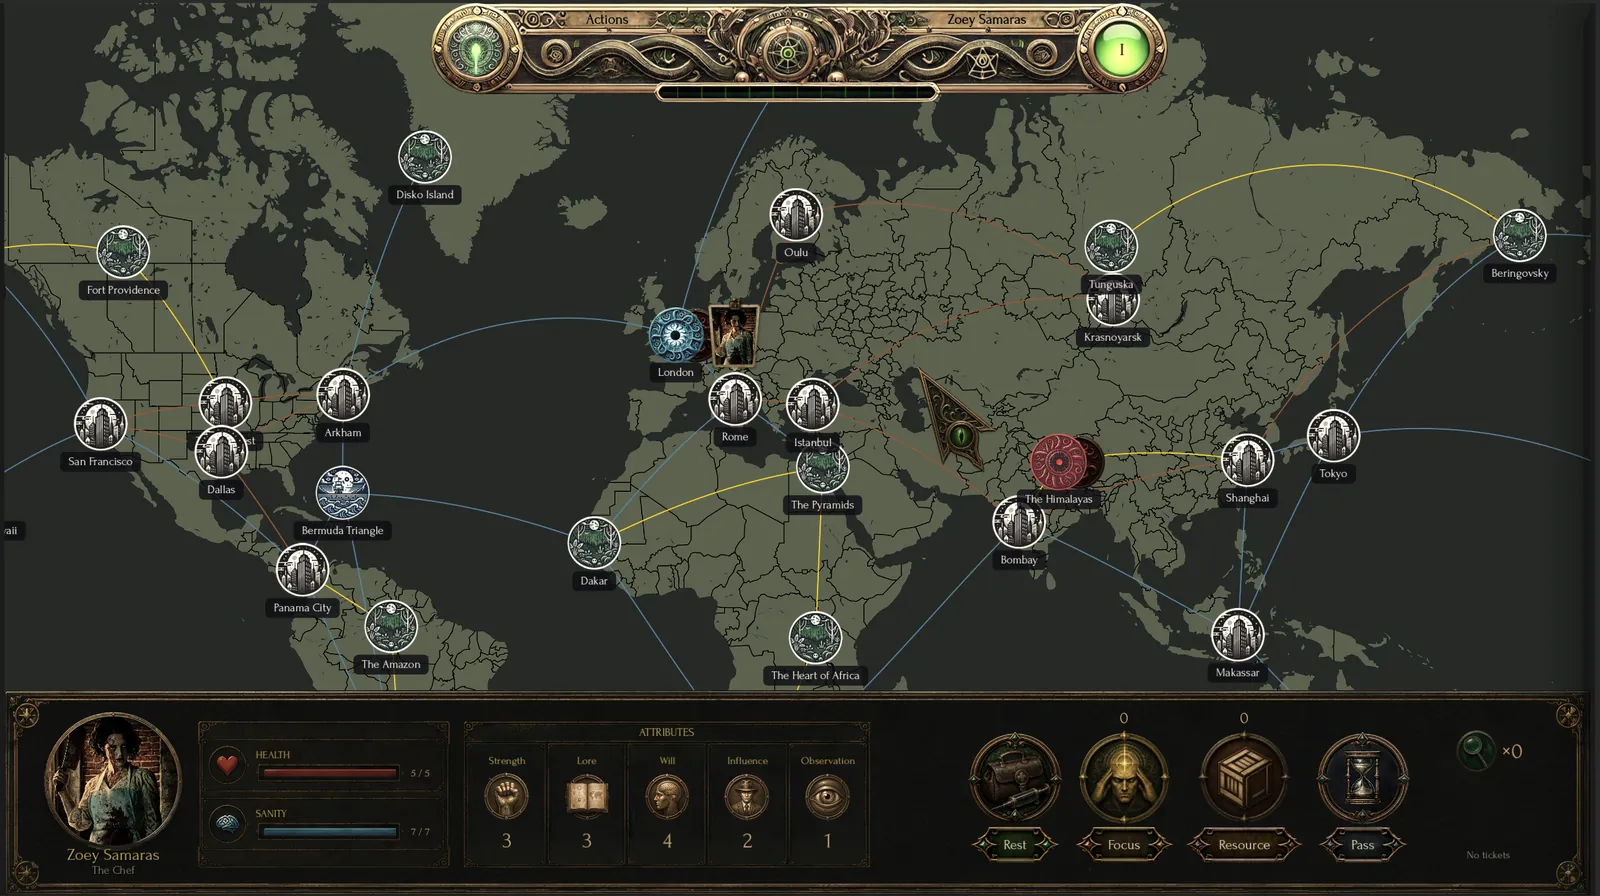 Actions
Zoey Samaras
I
Disko Island
Oulu
Fort Providence
Tunguska
Beringovsky
Krasnoyarsk
London
Arkham
Rome
Istanbul
San Francisco
st
Dallas
Tokyo
Shanghai
The Himalayas
The Pyramids
Bermuda Triangle
vaii
Bombay
Dakar
Panama City
The Amazon
The Heart of Africa
Makassar
HEALTH
5 / 5
SANITY
7 / 7
Zoey Samaras
The Chef
ATTRIBUTES
Strength
Lore
Will
Influence
Observation
3
3
4
2
1
0
0
Rest
Focus
Resource
Pass
×0
No tickets